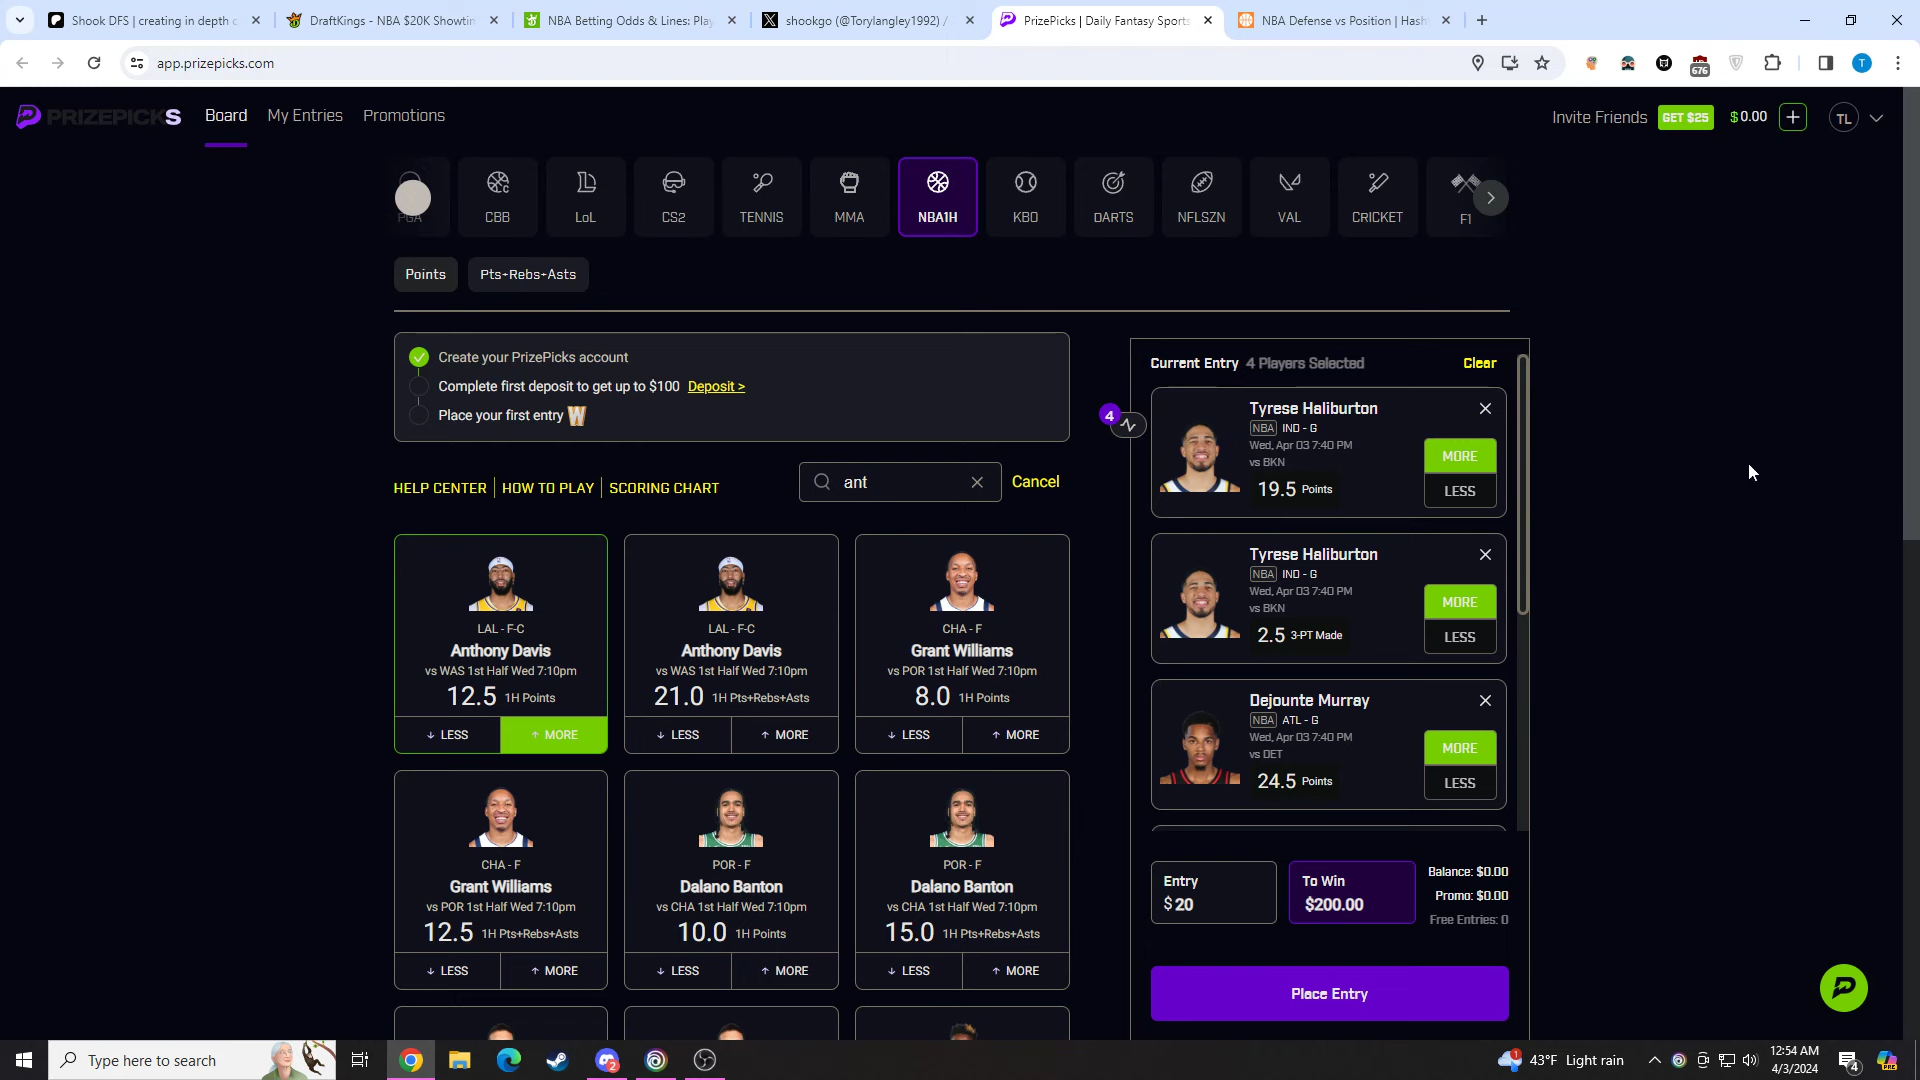 Shook DFS | creating in depth c
DraftKings - NBA $20K Showtim
NBA Betting Odds & Lines: Play
shookgo (@Torylangley1992) /
PrizePicks | Daily Fantasy Sports
NBA Defense vs Position | Hash
app.prizepicks.com
676
T
PRIZEPICKS
Board
My Entries
Promotions
Invite Friends
GET $25
$0.00
TL
PGA
CBB
LoL
CS2
TENNIS
MMA
NBA1H
KBO
DARTS
NFLSZN
VAL
CRICKET
F1
Points
Pts+Rebs+Asts
Create your PrizePicks account
Complete first deposit to get up to $100 Deposit >
Place your first entry
HELP CENTER
HOW TO PLAY
SCORING CHART
ant
Cancel
LAL - F-C
Anthony Davis
vs WAS 1st Half Wed 7:10pm
12.5 1H Points
↓ LESS
↑ MORE
LAL - F-C
Anthony Davis
vs WAS 1st Half Wed 7:10pm
21.0 1H Pts+Rebs+Asts
↓ LESS
↑ MORE
CHA - F
Grant Williams
vs POR 1st Half Wed 7:10pm
8.0 1H Points
↓ LESS
↑ MORE
CHA - F
Grant Williams
vs POR 1st Half Wed 7:10pm
12.5 1H Pts+Rebs+Asts
↓ LESS
↑ MORE
POR - F
Dalano Banton
vs CHA 1st Half Wed 7:10pm
10.0 1H Points
↓ LESS
↑ MORE
POR - F
Dalano Banton
vs CHA 1st Half Wed 7:10pm
15.0 1H Pts+Rebs+Asts
↓ LESS
↑ MORE
Current Entry 4 Players Selected
Clear
4
Tyrese Haliburton
NBA IND - G
Wed, Apr 03 7:40 PM
vs BKN
19.5 Points
MORE
LESS
Tyrese Haliburton
NBA IND - G
Wed, Apr 03 7:40 PM
vs BKN
2.5 3-PT Made
MORE
LESS
Dejounte Murray
NBA ATL - G
Wed, Apr 03 7:40 PM
vs DET
24.5 Points
MORE
LESS
Entry
$ 20
To Win
$200.00
Balance: $0.00
Promo: $0.00
Free Entries: 0
Place Entry
Type here to search
2
1
43°F Light rain
12:54 AM
4/3/2024
4
PRE